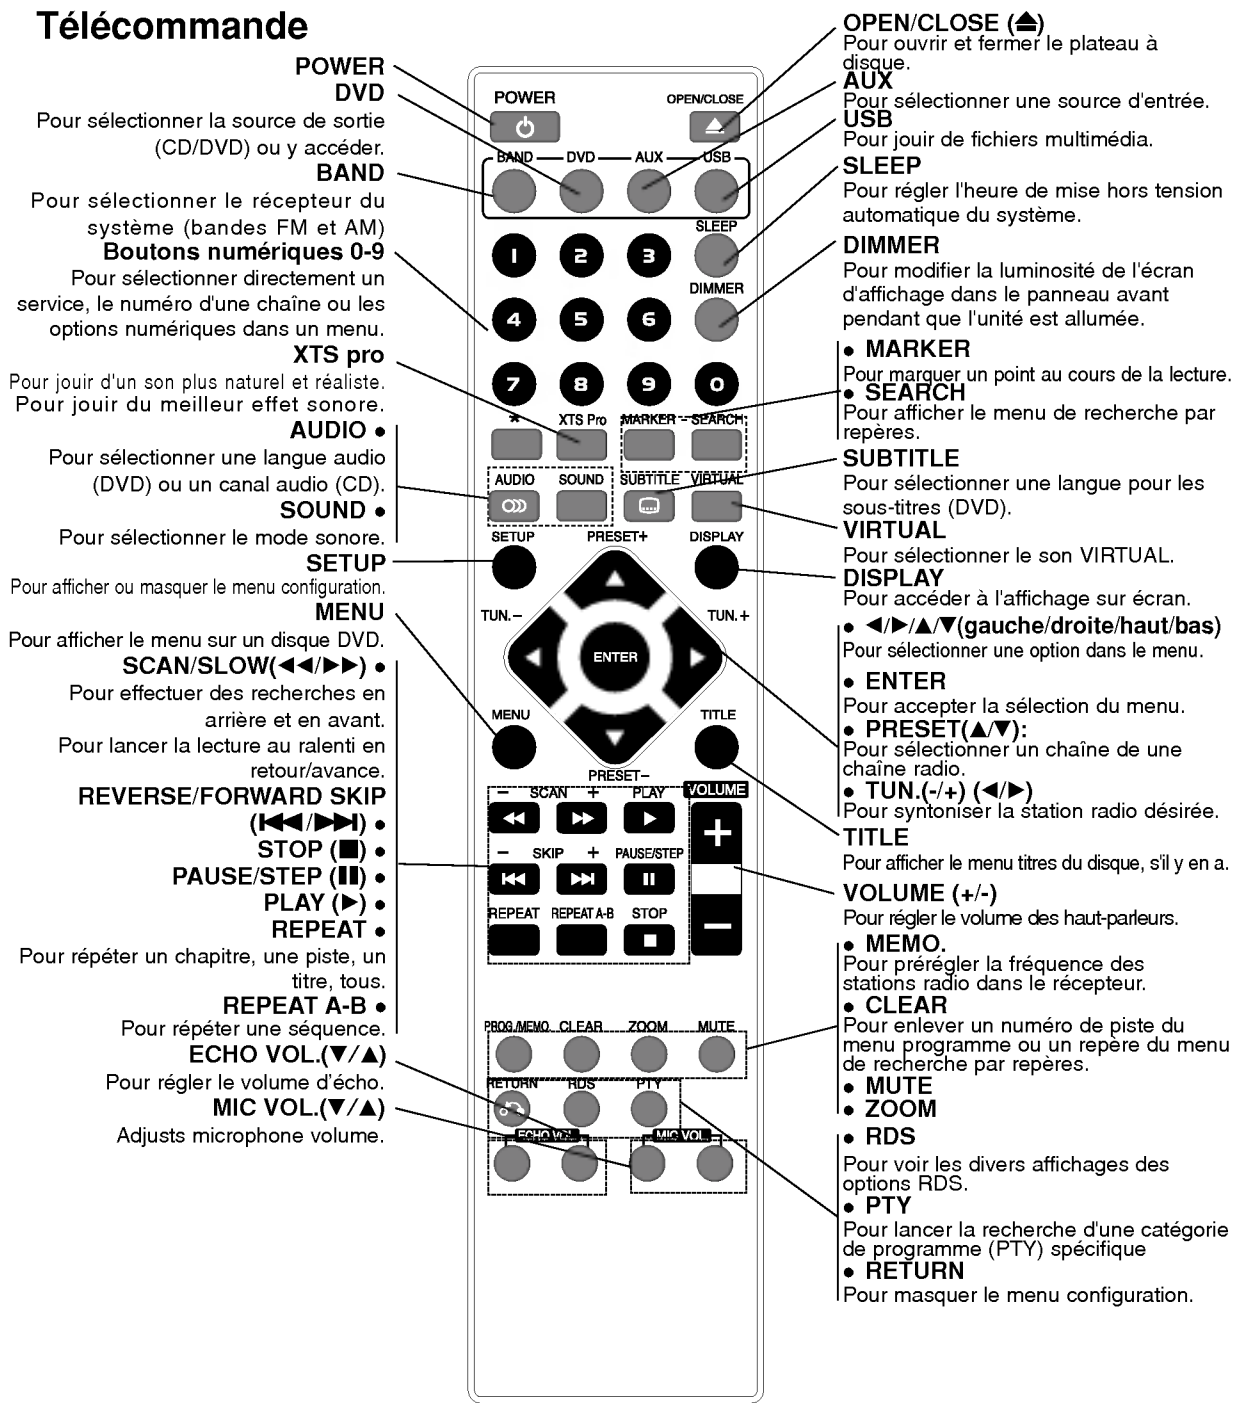 Télécommande
POWER
DVD
Pour sélectionner la source de sortie
(CD/DVD) ou y accéder.
BAND
Pour sélectionner le récepteur du
système (bandes FM et AM)
Boutons numériques 0-9
Pour sélectionner directement un
service, le numéro d'une chaîne ou les
options numériques dans un menu.
XTS pro
Pour jouir d'un son plus naturel et réaliste.
Pour jouir du meilleur effet sonore.
AUDIO ●
Pour sélectionner une langue audio
(DVD) ou un canal audio (CD).
SOUND ●
Pour sélectionner le mode sonore.
SETUP
Pour afficher ou masquer le menu configuration.
MENU
Pour afficher le menu sur un disque DVD.
SCAN/SLOW(◀◀/▶▶) ●
Pour effectuer des recherches en
arrière et en avant.
Pour lancer la lecture au ralenti en
retour/avance.
REVERSE/FORWARD SKIP
(I◀◀/▶▶I) ●
STOP (■) ●
PAUSE/STEP (II) ●
PLAY (▶) ●
REPEAT ●
Pour répéter un chapitre, une piste, un
titre, tous.
REPEAT A-B ●
Pour répéter une séquence.
ECHO VOL.(▼/▲)
Pour régler le volume d'écho.
MIC VOL.(▼/▲)
Adjusts microphone volume.
POWER OPEN/CLOSE
BAND DVD AUX USB
SLEEP
1 2 3
DIMMER
4 5 6
7 8 9 0
* XTS Pro MARKER - SEARCH
AUDIO SOUND SUBTITLE VIRTUAL
SETUP PRESET+ DISPLAY
TUN.- TUN.+
ENTER
MENU TITLE
PRESET-
- SCAN + PLAY VOLUME
+
- SKIP + PAUSE/STEP
REPEAT REPEAT A-B STOP
-
PROG./MEMO CLEAR ZOOM MUTE
RETURN RDS PTY
ECHO VOL. MIC VOL.
OPEN/CLOSE (⏏)
Pour ouvrir et fermer le plateau à
disque.
AUX
Pour sélectionner une source d'entrée.
USB
Pour jouir de fichiers multimédia.
SLEEP
Pour régler l'heure de mise hors tension
automatique du système.
DIMMER
Pour modifier la luminosité de l'écran
d'affichage dans le panneau avant
pendant que l'unité est allumée.
● MARKER
Pour marquer un point au cours de la lecture.
● SEARCH
Pour afficher le menu de recherche par
repères.
SUBTITLE
Pour sélectionner une langue pour les
sous-titres (DVD).
VIRTUAL
Pour sélectionner le son VIRTUAL.
DISPLAY
Pour accéder à l'affichage sur écran.
● ◀/▶/▲/▼(gauche/droite/haut/bas)
Pour sélectionner une option dans le menu.
● ENTER
Pour accepter la sélection du menu.
● PRESET(▲/▼):
Pour sélectionner un chaîne de une
chaîne radio.
● TUN.(-/+) (◀/▶)
Pour syntoniser la station radio désirée.
TITLE
Pour afficher le menu titres du disque, s'il y en a.
VOLUME (+/-)
Pour régler le volume des haut-parleurs.
● MEMO.
Pour prérégler la fréquence des
stations radio dans le récepteur.
● CLEAR
Pour enlever un numéro de piste du
menu programme ou un repère du menu
de recherche par repères.
● MUTE
● ZOOM
● RDS
Pour voir les divers affichages des
options RDS.
● PTY
Pour lancer la recherche d'une catégorie
de programme (PTY) spécifique
● RETURN
Pour masquer le menu configuration.